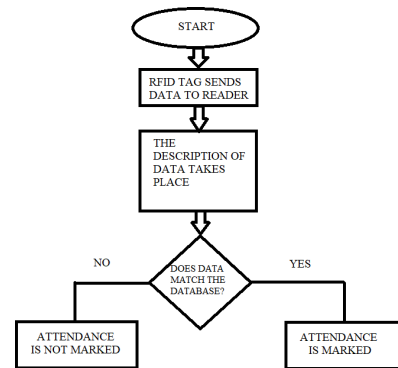 START
RFID TAG SENDS
DATA TO READER
THE
DESCRIPTION OF
DATA TAKES
PLACE
DOES DATA
MATCH THE
DATABASE?
NO
YES
ATTENDANCE
IS NOT MARKED
ATTENDANCE
IS MARKED